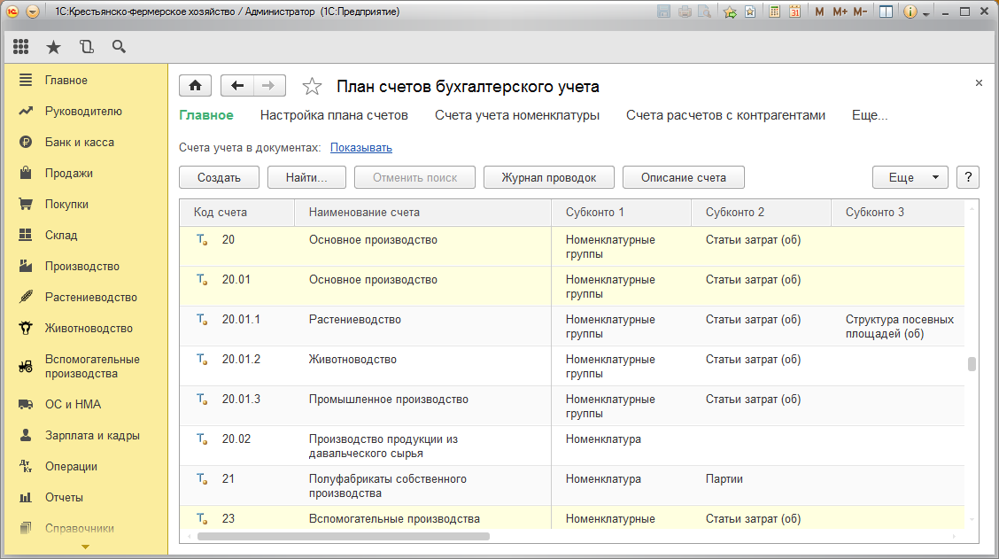 1С:Крестьянско-Фермерское хозяйство / Администратор (1С:Предприятие)
31 M M+ M-
Главное
Руководителю
Банк и касса
Продажи
Покупки
Склад
Производство
Растениеводство
Животноводство
Вспомогательные
производства
ОС и НМА
Зарплата и кадры
Дт
Кт
Операции
Отчеты
Справочники
План счетов бухгалтерского учета
Главное Настройка плана счетов Счета учета номенклатуры Счета расчетов с контрагентами Еще...
Счета учета в документах: Показывать
Создать Найти... Отменить поиск Журнал проводок Описание счета Еще ?
Код счета Наименование счета Субконто 1 Субконто 2 Субконто 3
Т 20 Основное производство Номенклатурные Статьи затрат (об)
группы
Т 20.01 Основное производство Номенклатурные Статьи затрат (об)
группы
Т 20.01.1 Растениеводство Номенклатурные Статьи затрат (об) Структура посевных
группы площадей (об)
Т 20.01.2 Животноводство Номенклатурные Статьи затрат (об)
группы
Т 20.01.3 Промышленное производство Номенклатурные Статьи затрат (об)
группы
Т 20.02 Производство продукции из Номенклатура
давальческого сырья
Т 21 Полуфабрикаты собственного Номенклатура Партии
производства
Т 23 Вспомогательные производства Номенклатурные Статьи затрат (об)